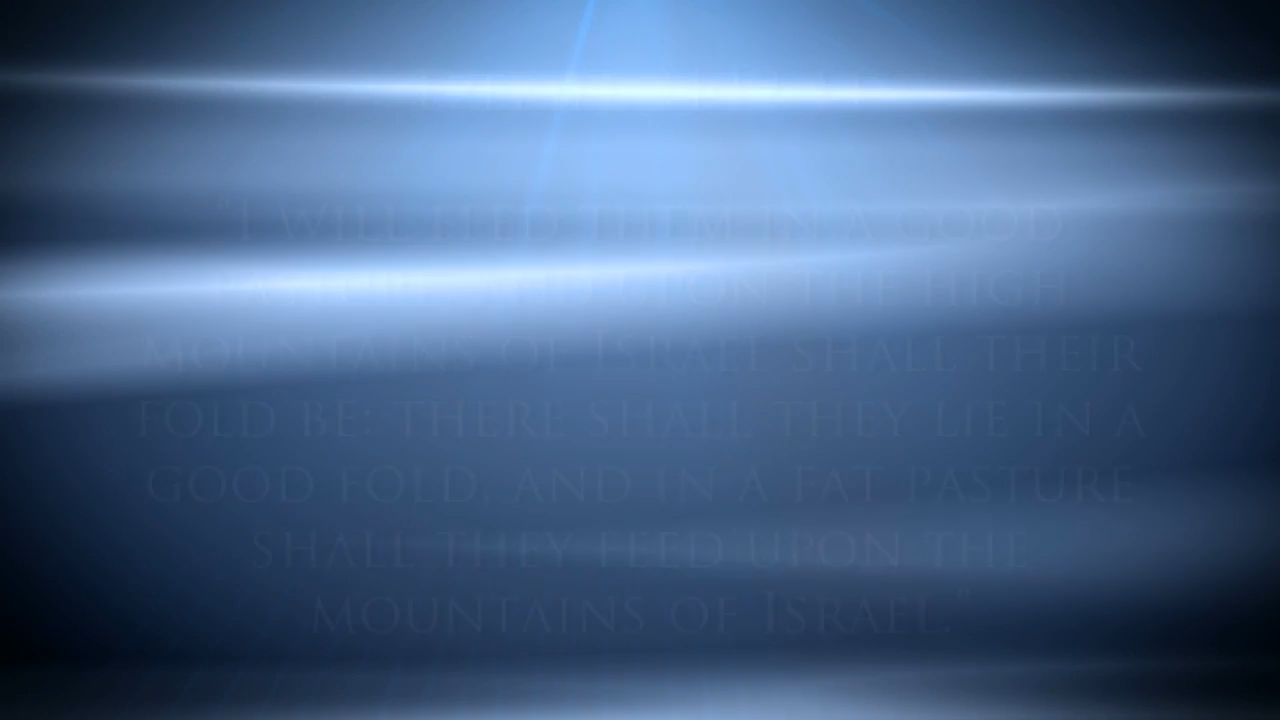 "I will feed them in a good
and upon the high
mountains of Israel shall their
fold be: there shall they lie in a
good fold, and in a fat pasture
shall they feed upon the
mountains of Israel."